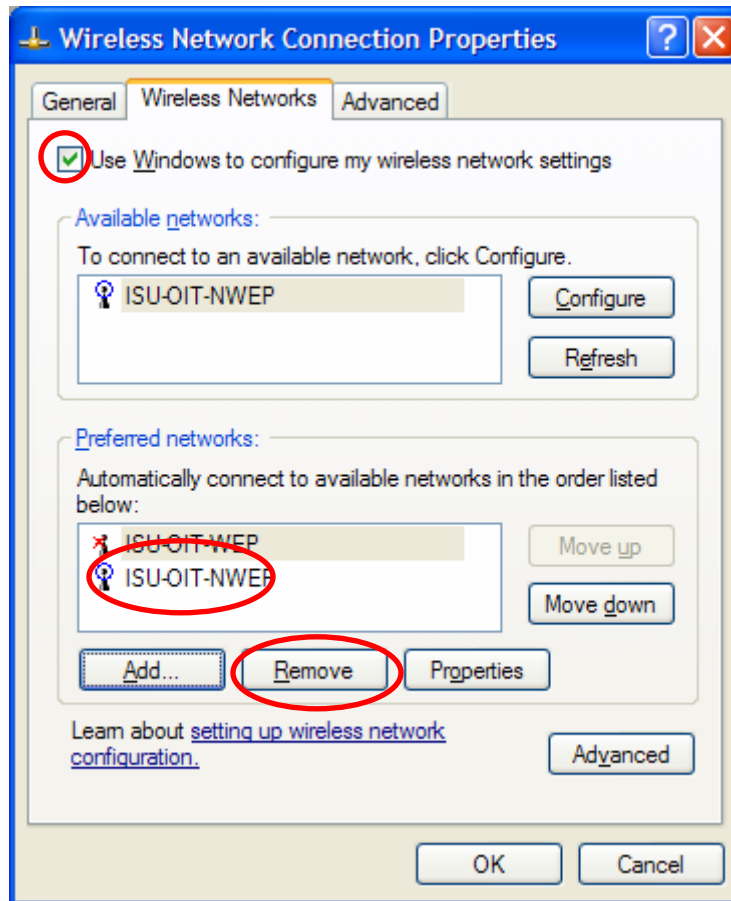 Wireless Network Connection Properties
General Wireless Networks Advanced
Use Windows to configure my wireless network settings
Available networks:
To connect to an available network, click Configure.
ISU-OIT-NWEP
Configure
Refresh
Preferred networks:
Automatically connect to available networks in the order listed
below:
ISU-OIT-WEP
ISU-OIT-NWEP
Move up
Move down
Add... Remove Properties
Learn about setting up wireless network
configuration.
Advanced
OK Cancel